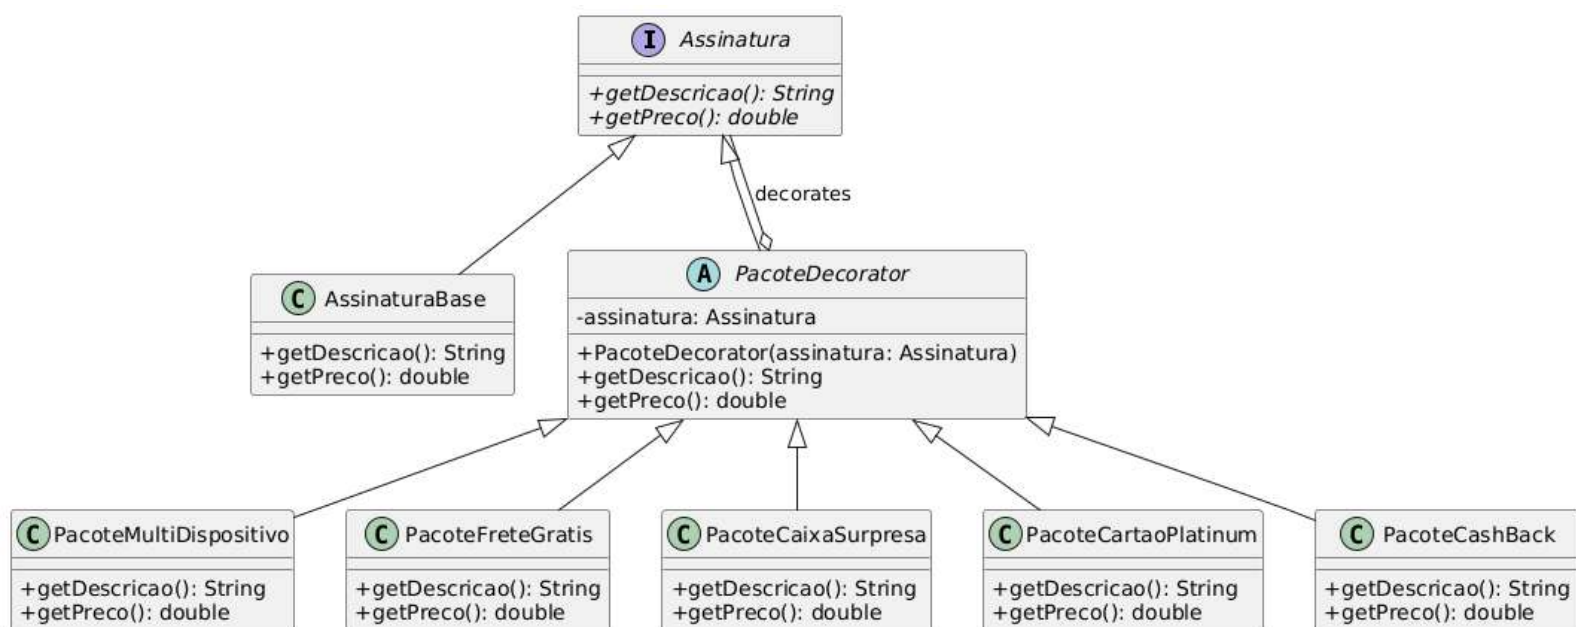 I Assinatura
+getDescricao(): String
+getPreco(): double
decorates
C AssinaturaBase
+getDescricao(): String
+getPreco(): double
A PacoteDecorator
-assinatura: Assinatura
+PacoteDecorator(assinatura: Assinatura)
+getDescricao(): String
+getPreco(): double
C PacoteMultiDispositivo
+getDescricao(): String
+getPreco(): double
C PacoteFreteGratis
+getDescricao(): String
+getPreco(): double
C PacoteCaixaSurpresa
+getDescricao(): String
+getPreco(): double
C PacoteCartaoPlatinum
+getDescricao(): String
+getPreco(): double
C PacoteCashBack
+getDescricao(): String
+getPreco(): double